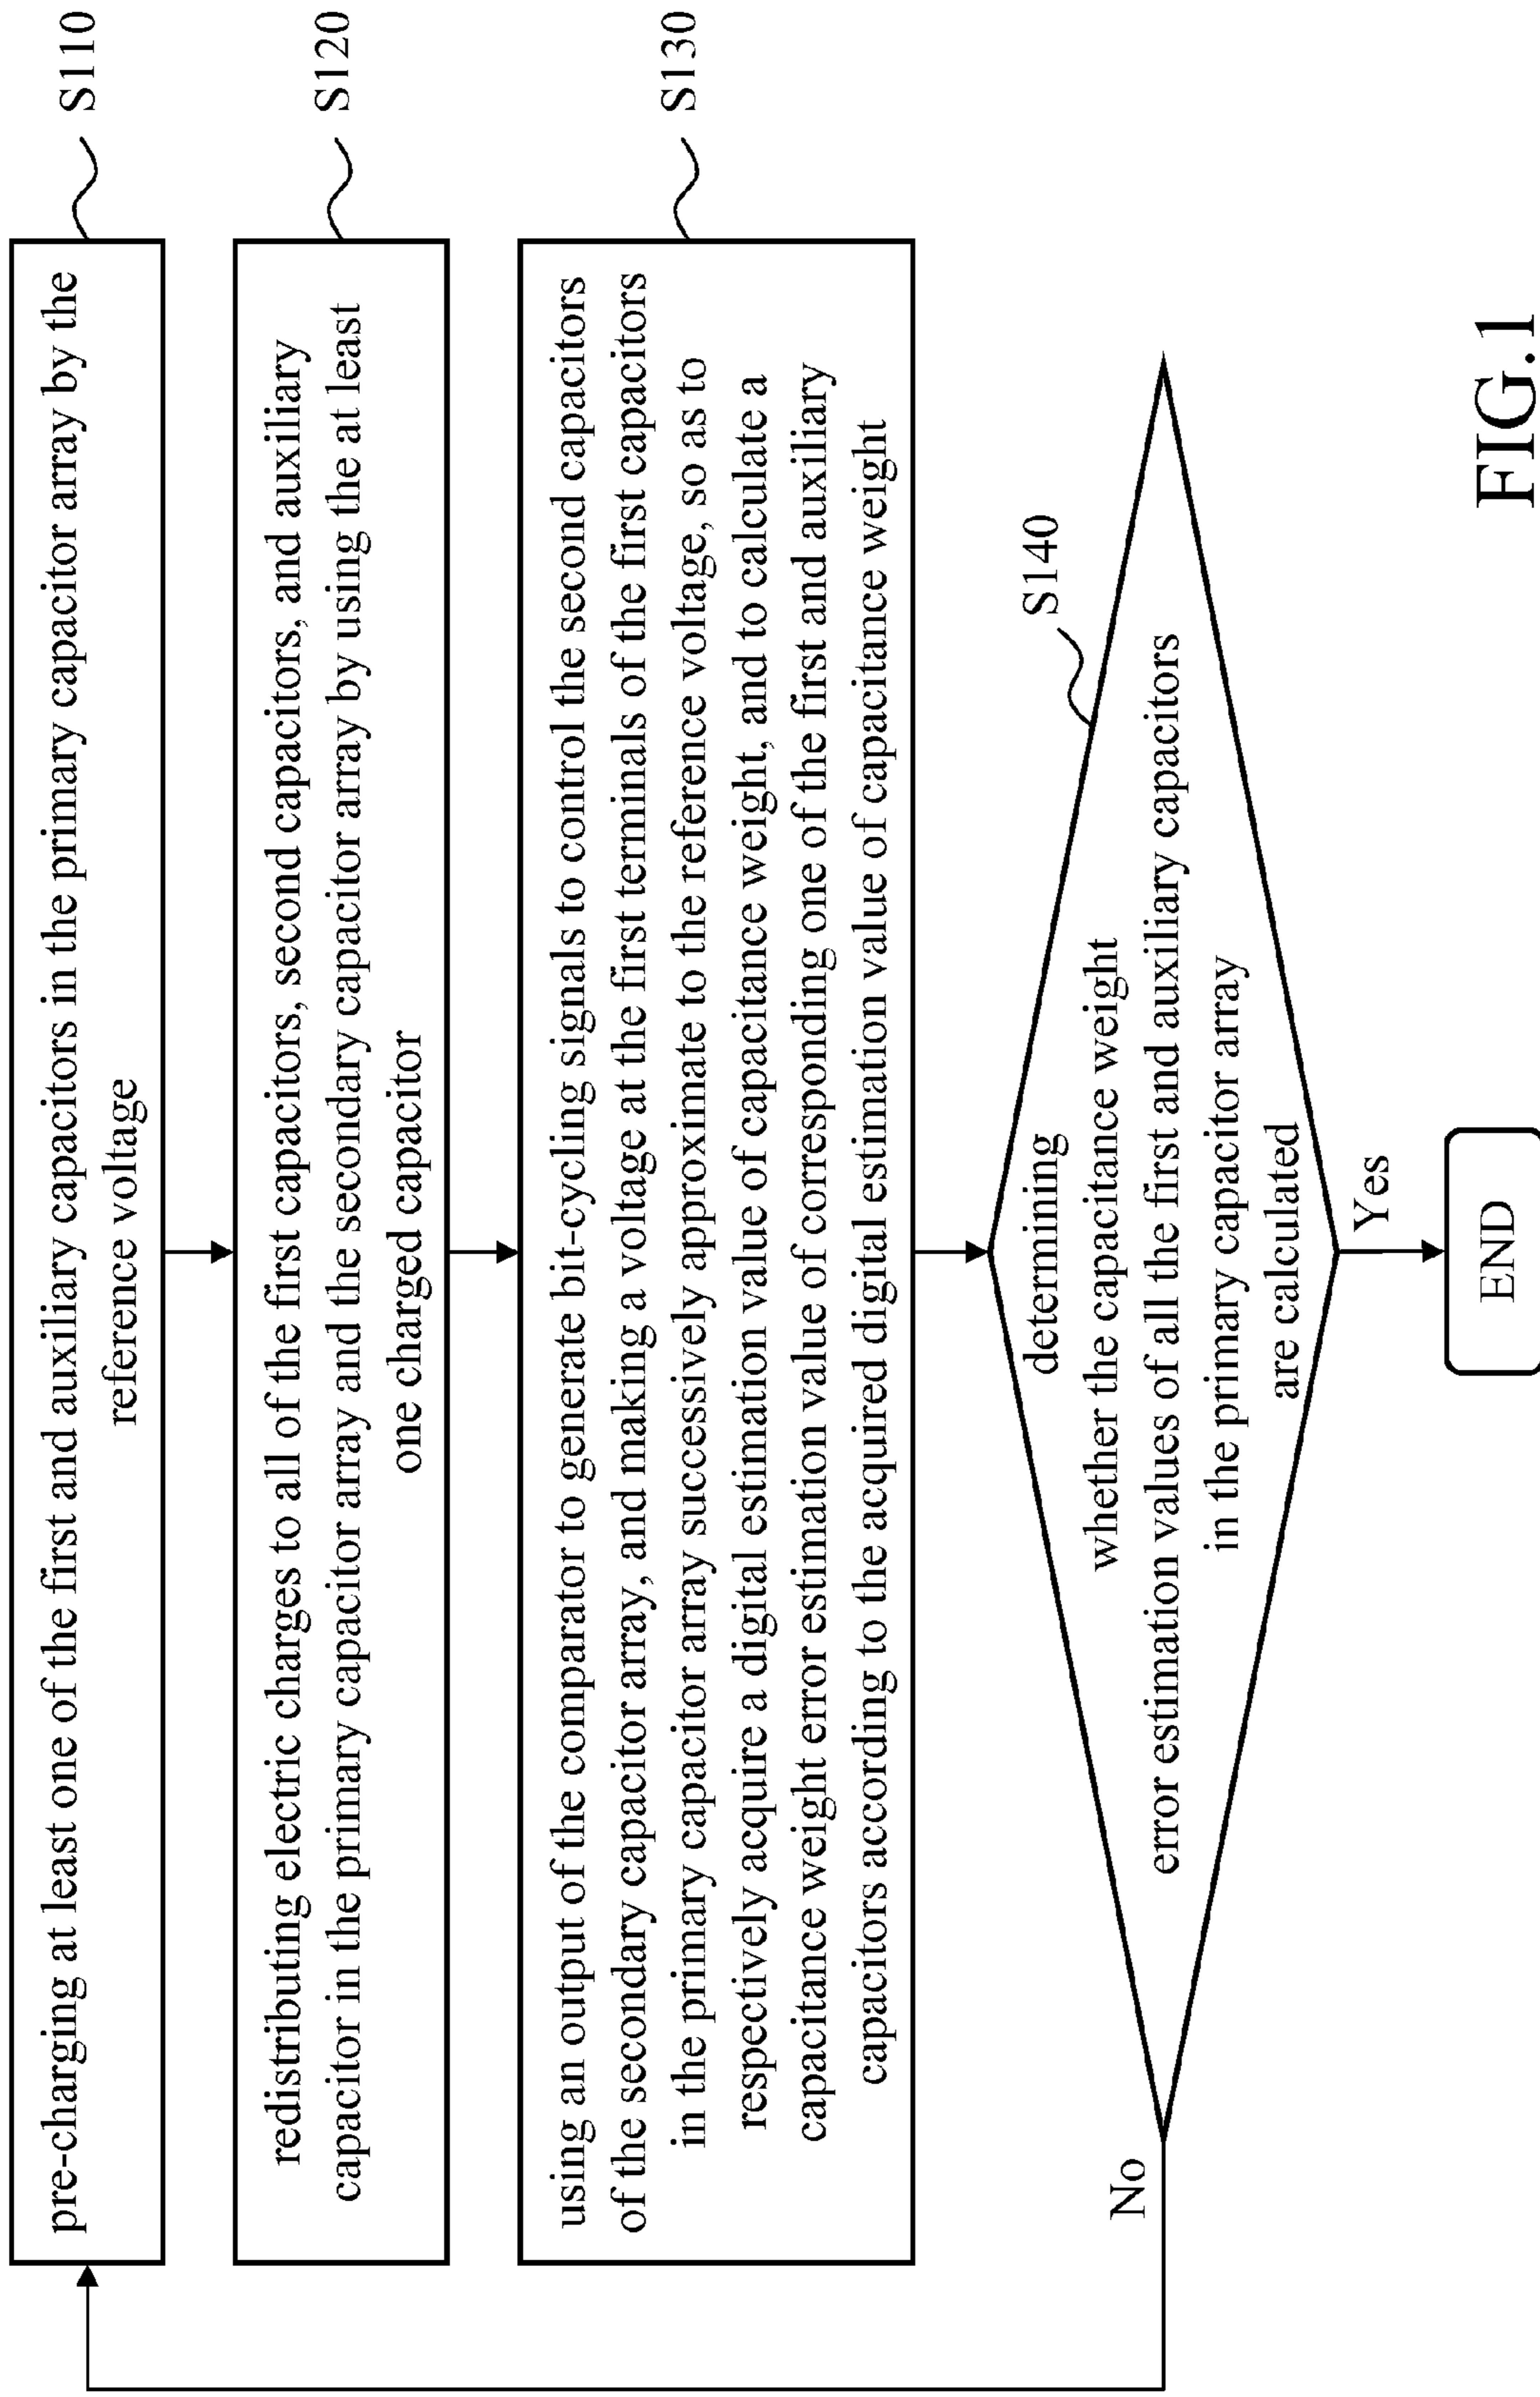 pre-charging at least one of the first and auxiliary capacitors in the primary capacitor array by the
reference voltage
S110
redistributing electric charges to all of the first capacitors, second capacitors, and auxiliary
capacitor in the primary capacitor array and the secondary capacitor array by using the at least
one charged capacitor
S120
using an output of the comparator to generate bit-cycling signals to control the second capacitors
of the secondary capacitor array, and making a voltage at the first terminals of the first capacitors
in the primary capacitor array successively approximate to the reference voltage, so as to
respectively acquire a digital estimation value of capacitance weight, and to calculate a
capacitance weight error estimation value of corresponding one of the first and auxiliary
capacitors according to the acquired digital estimation value of capacitance weight
S130
determining
whether the capacitance weight
error estimation values of all the first and auxiliary capacitors
in the primary capacitor array
are calculated
S140
No
Yes
END
FIG.1